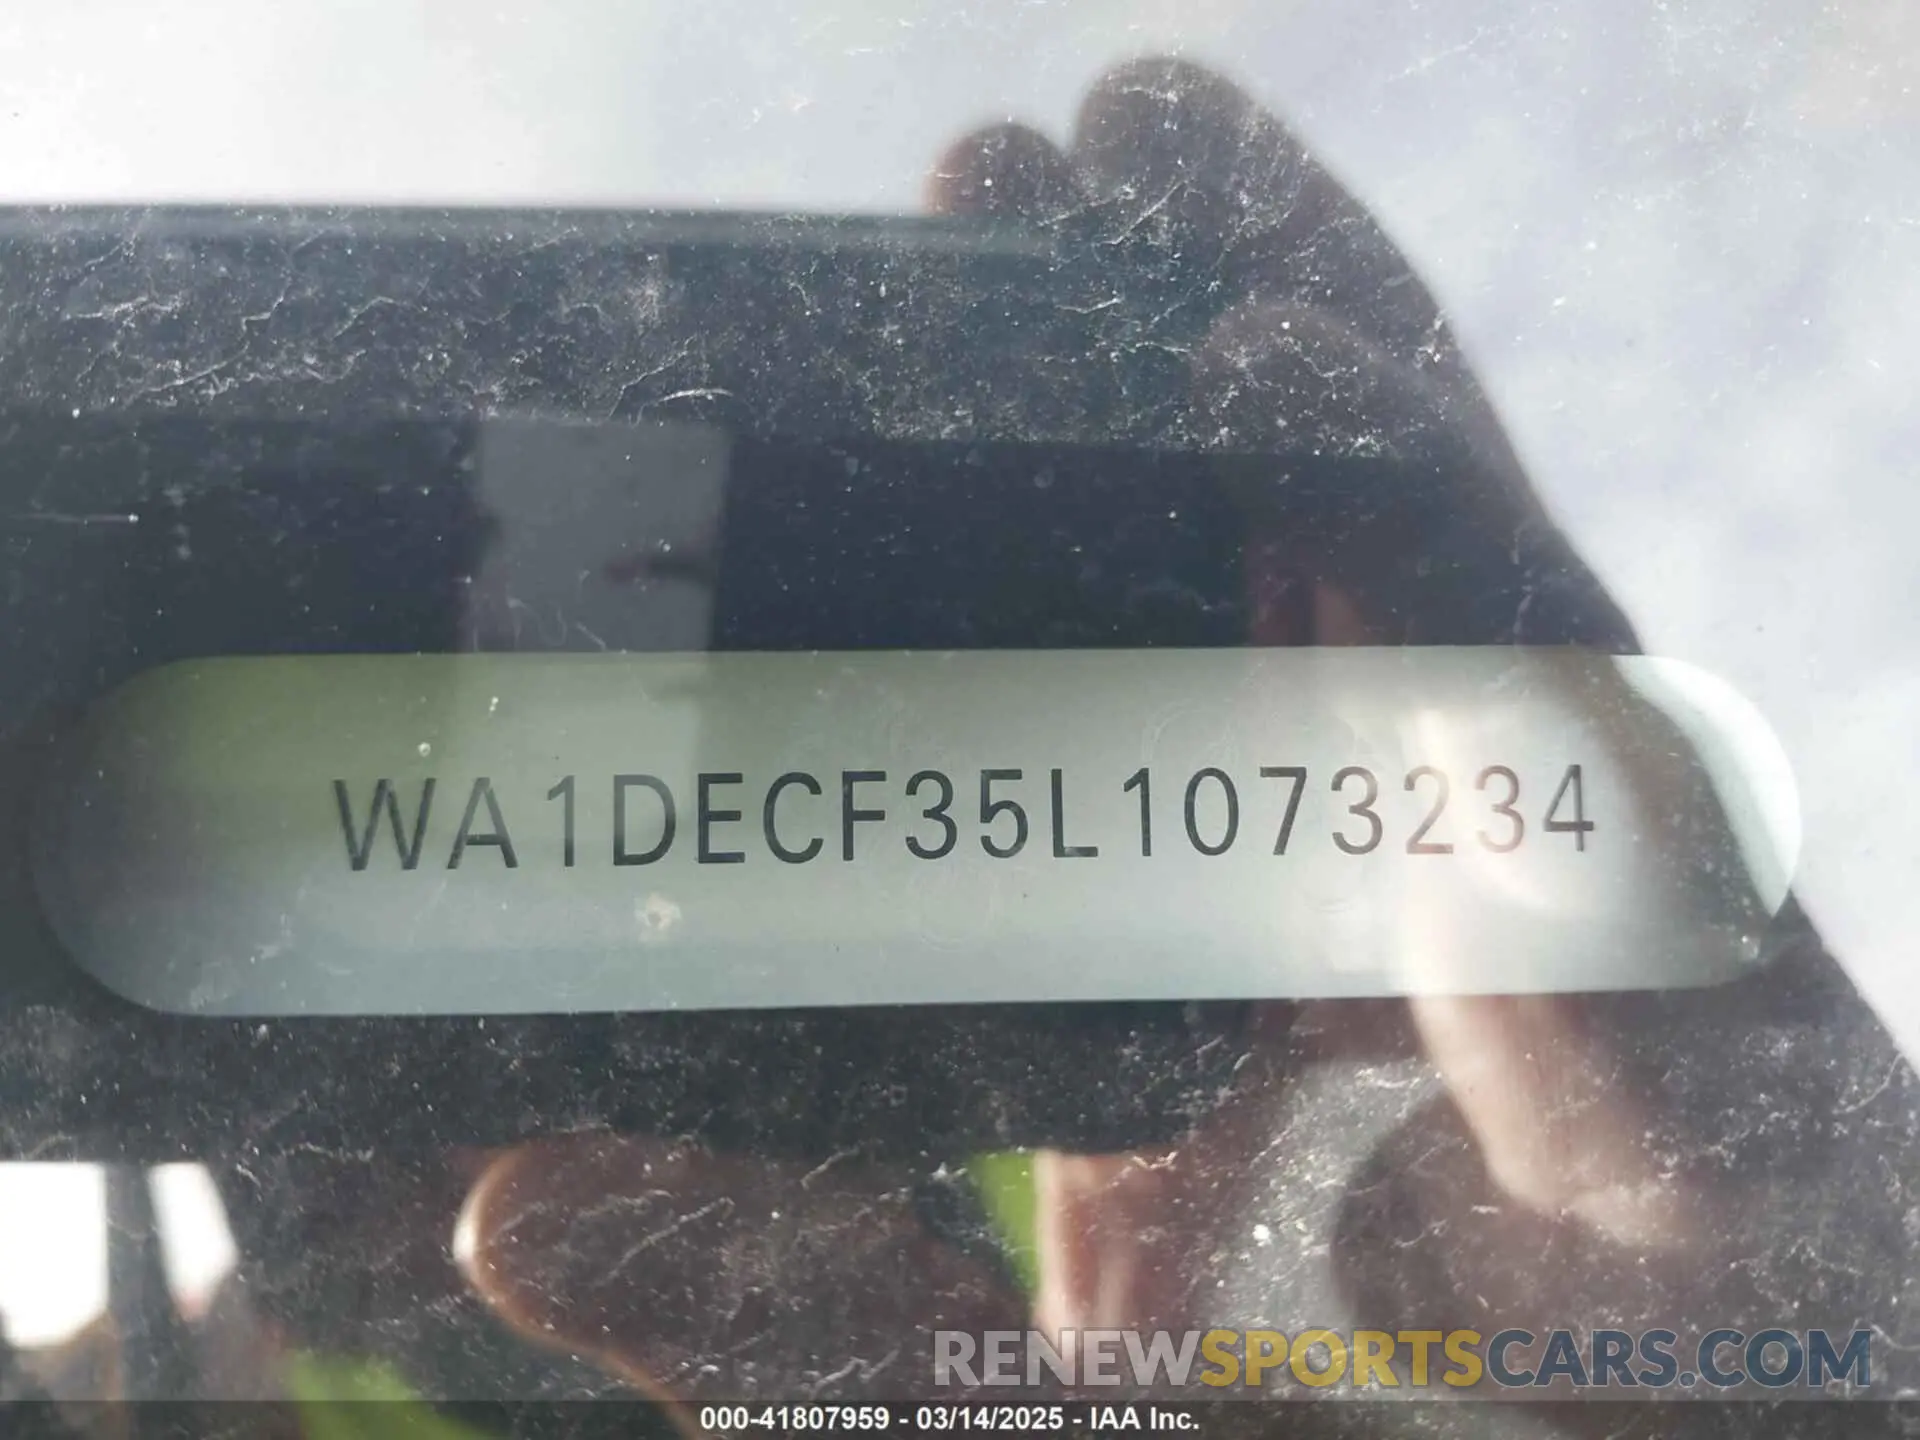 WA1DECF35L1073234
RENEWSPORTSCARS.COM
000-41807959 - 03/14/2025 - IAA Inc.